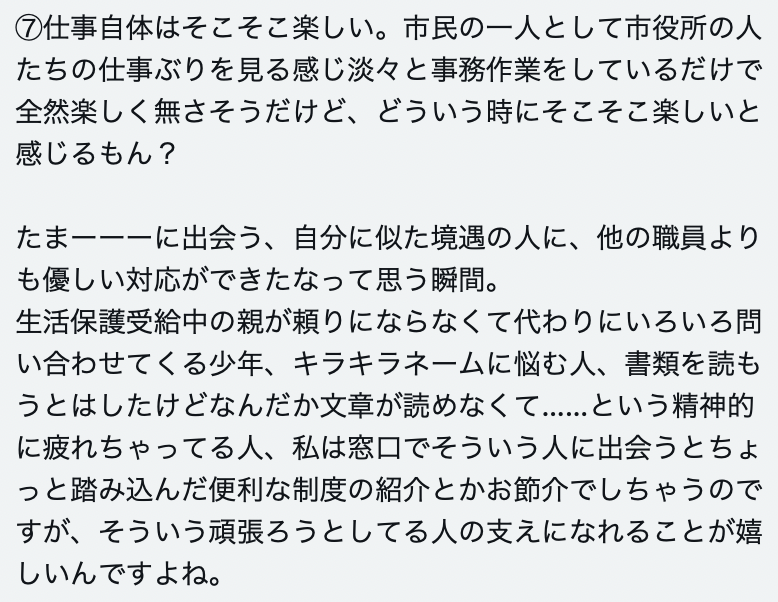 ⑦仕事自体はそこそこ楽しい。市民の一人として市役所の人
たちの仕事ぶりを見る感じ淡々と事務作業をしているだけで
全然楽しく無さそうだけど、どういう時にそこそこ楽しいと
感じるもん？
たまーーーに出会う、自分に似た境遇の人に、他の職員より
も優しい対応ができたなって思う瞬間。
生活保護受給中の親が頼りにならなくて代わりにいろいろ問
い合わせてくる少年、キラキラネームに悩む人、書類を読も
うとはしたけどなんだか文章が読めなくて......という精神的
に疲れちゃってる人、私は窓口でそういう人に出会うとちょ
っと踏み込んだ便利な制度の紹介とかお節介でしちゃうので
すが、そういう頑張ろうとしてる人の支えになれることが嬉
しいんですよね。